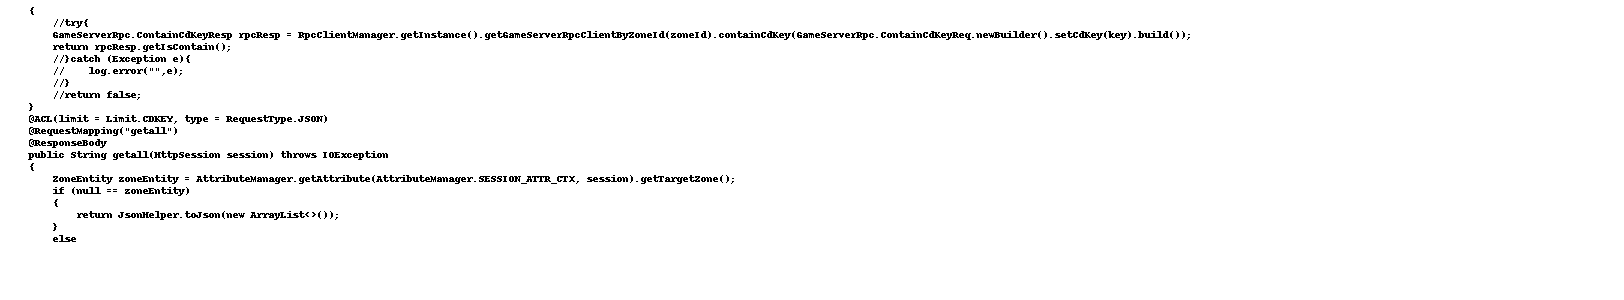 {
//try{
GameServerRpc.ContainCdKeyResp rpcResp = RpcClientManager.getInstance().getGameServerRpcClientByZoneId(zoneId).containCdKey(GameServerRpc.ContainCdKeyReq.newBuilder().setCdKey(key).build());
return rpcResp.getIsContain();
//}catch (Exception e){
//    log.error("",e);
//}
//return false;
}
@ACL(limit = Limit.CDKEY, type = RequestType.JSON)
@RequestMapping("getall")
@ResponseBody
public String getall(HttpSession session) throws IOException
{
ZoneEntity zoneEntity = AttributeManager.getAttribute(AttributeManager.SESSION_ATTR_CTX, session).getTargetZone();
if (null == zoneEntity)
{
return JsonHelper.toJson(new ArrayList<>());
}
else